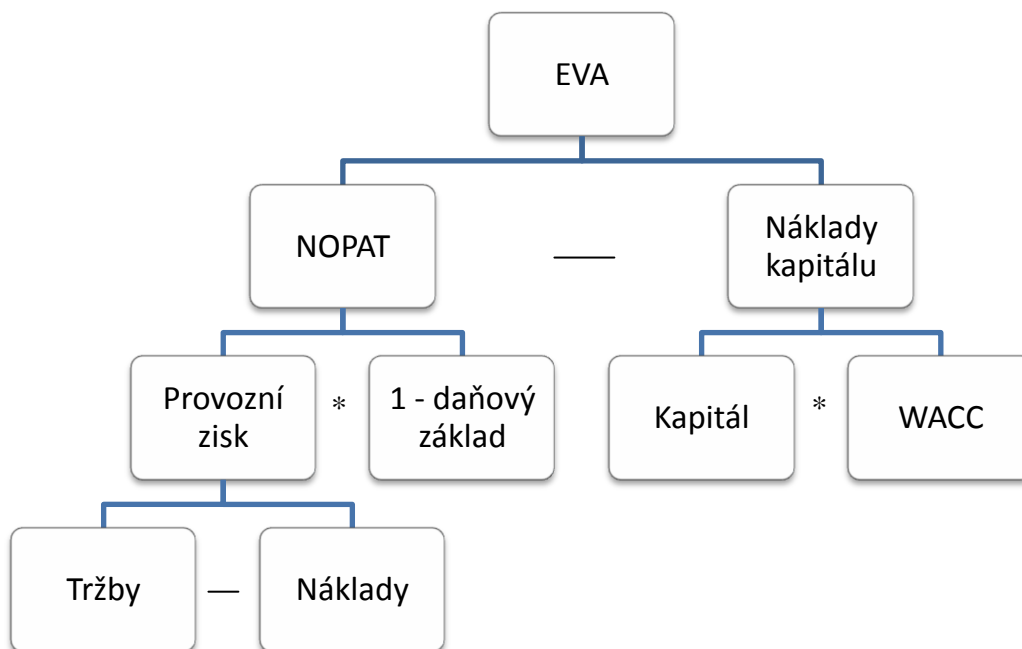 EVA
NOPAT
—
Náklady
kapitálu
Provozní
zisk
*
1 - daňový
základ
Kapitál
*
WACC
Tržby
—
Náklady